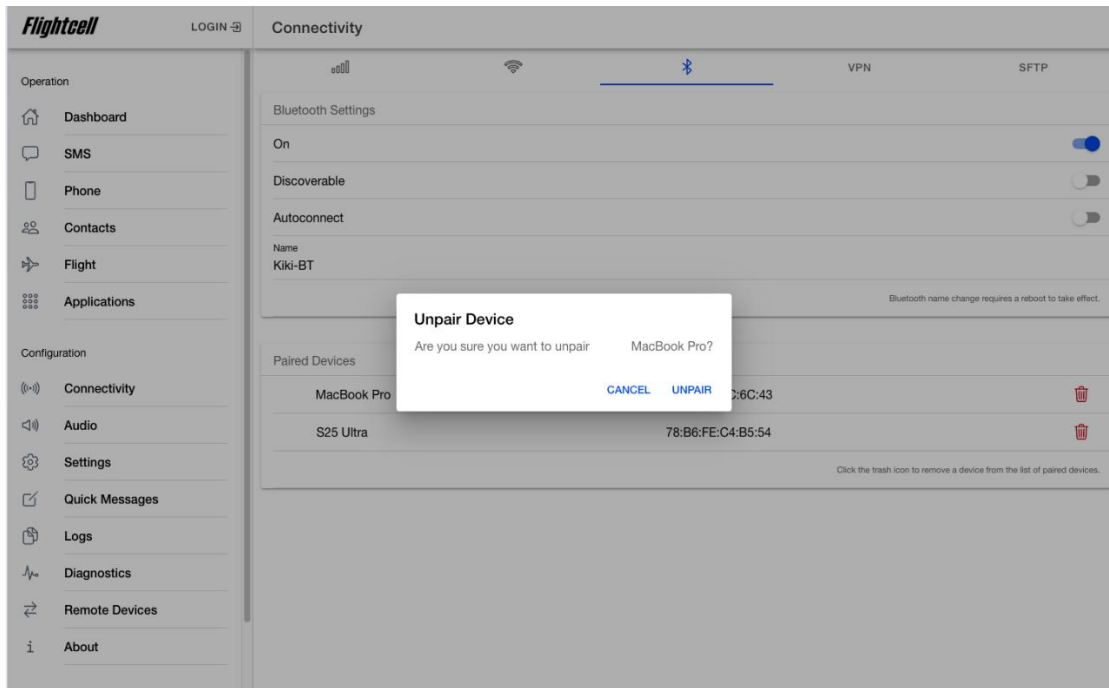 Flightcell
LOGIN
Connectivity
Operation
Dashboard
SMS
Phone
Contacts
Flight
Applications
Configuration
Connectivity
Audio
Settings
Quick Messages
Logs
Diagnostics
Remote Devices
About
VPN
SFTP
Bluetooth Settings
On
Discoverable
Autoconnect
Name
Kiki-BT
Bluetooth name change requires a reboot to take effect.
Unpair Device
Are you sure you want to unpair MacBook Pro?
CANCEL UNPAIR
Paired Devices
MacBook Pro :6C:43
S25 Ultra 78:B6:FE:C4:B5:54
Click the trash icon to remove a device from the list of paired devices.